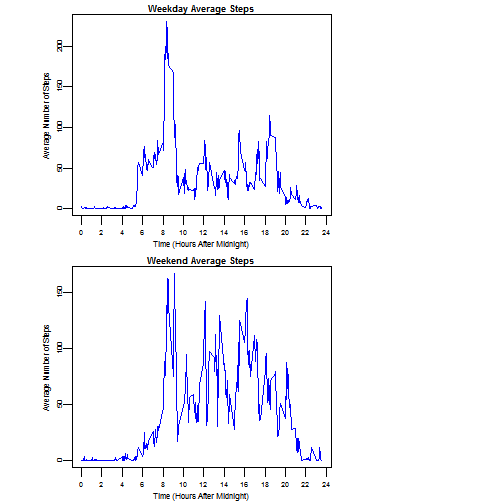 Weekday Average Steps
Average Number of Steps
0 50 100 150 200
0 2 4 6 8 10 12 14 16 18 20 22 24
Time (Hours After Midnight)
Weekend Average Steps
Average Number of Steps
0 50 100 150
0 2 4 6 8 10 12 14 16 18 20 22 24
Time (Hours After Midnight)